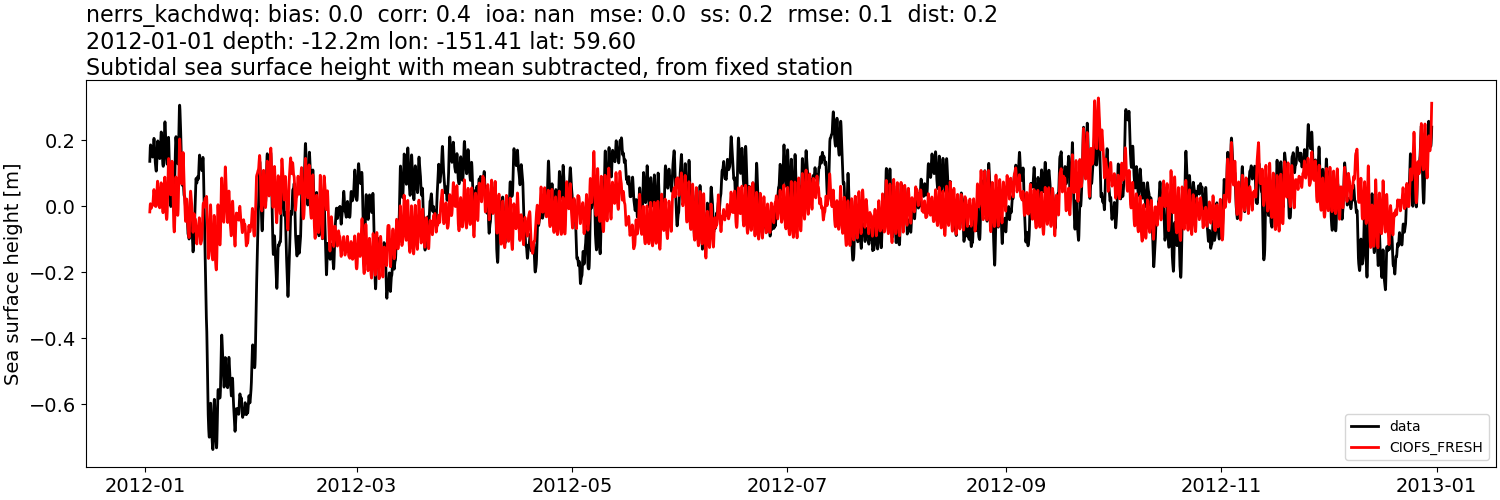 nerrs_kachdwq: bias: 0.0  corr: 0.4  ioa: nan  mse: 0.0  ss: 0.2  rmse: 0.1  dist: 0.2
2012-01-01 depth: -12.2m lon: -151.41 lat: 59.60
Subtidal sea surface height with mean subtracted, from fixed station
Sea surface height [m]
0.2
0.0
−0.2
−0.4
−0.6
data
CIOFS_FRESH
2012-01
2012-03
2012-05
2012-07
2012-09
2012-11
2013-01